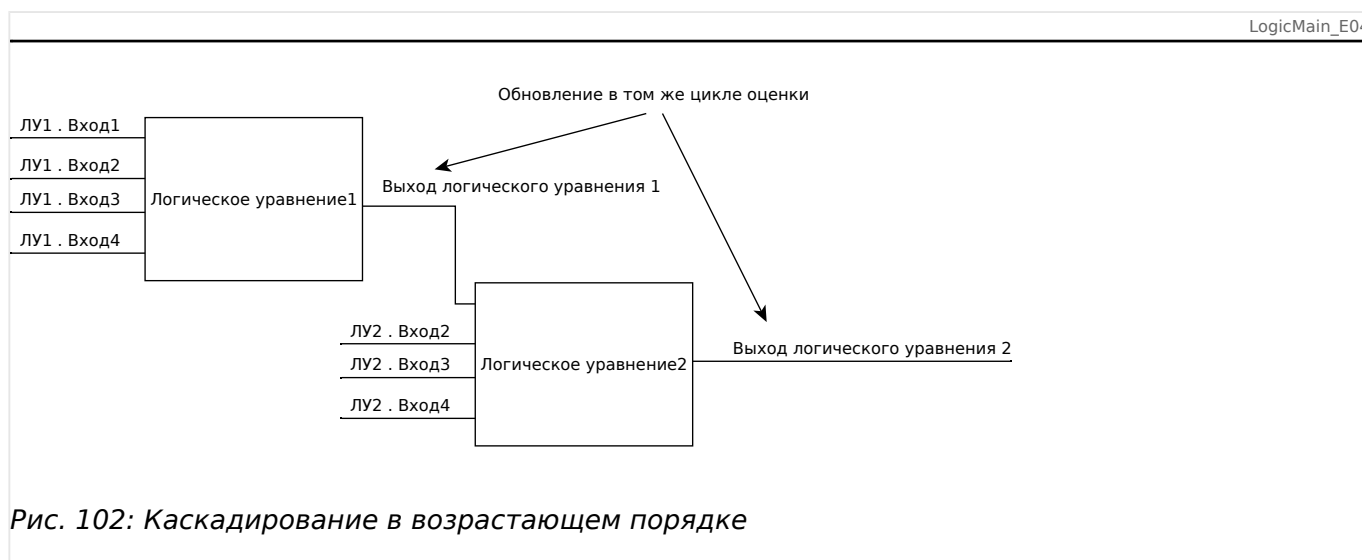 LogicMain_E04
Обновление в том же цикле оценки
ЛУ1 . Вход1
ЛУ1 . Вход2
ЛУ1 . Вход3
ЛУ1 . Вход4
Логическое уравнение1
Выход логического уравнения 1
ЛУ2 . Вход2
ЛУ2 . Вход3
ЛУ2 . Вход4
Логическое уравнение2
Выход логического уравнения 2
Рис. 102: Каскадирование в возрастающем порядке